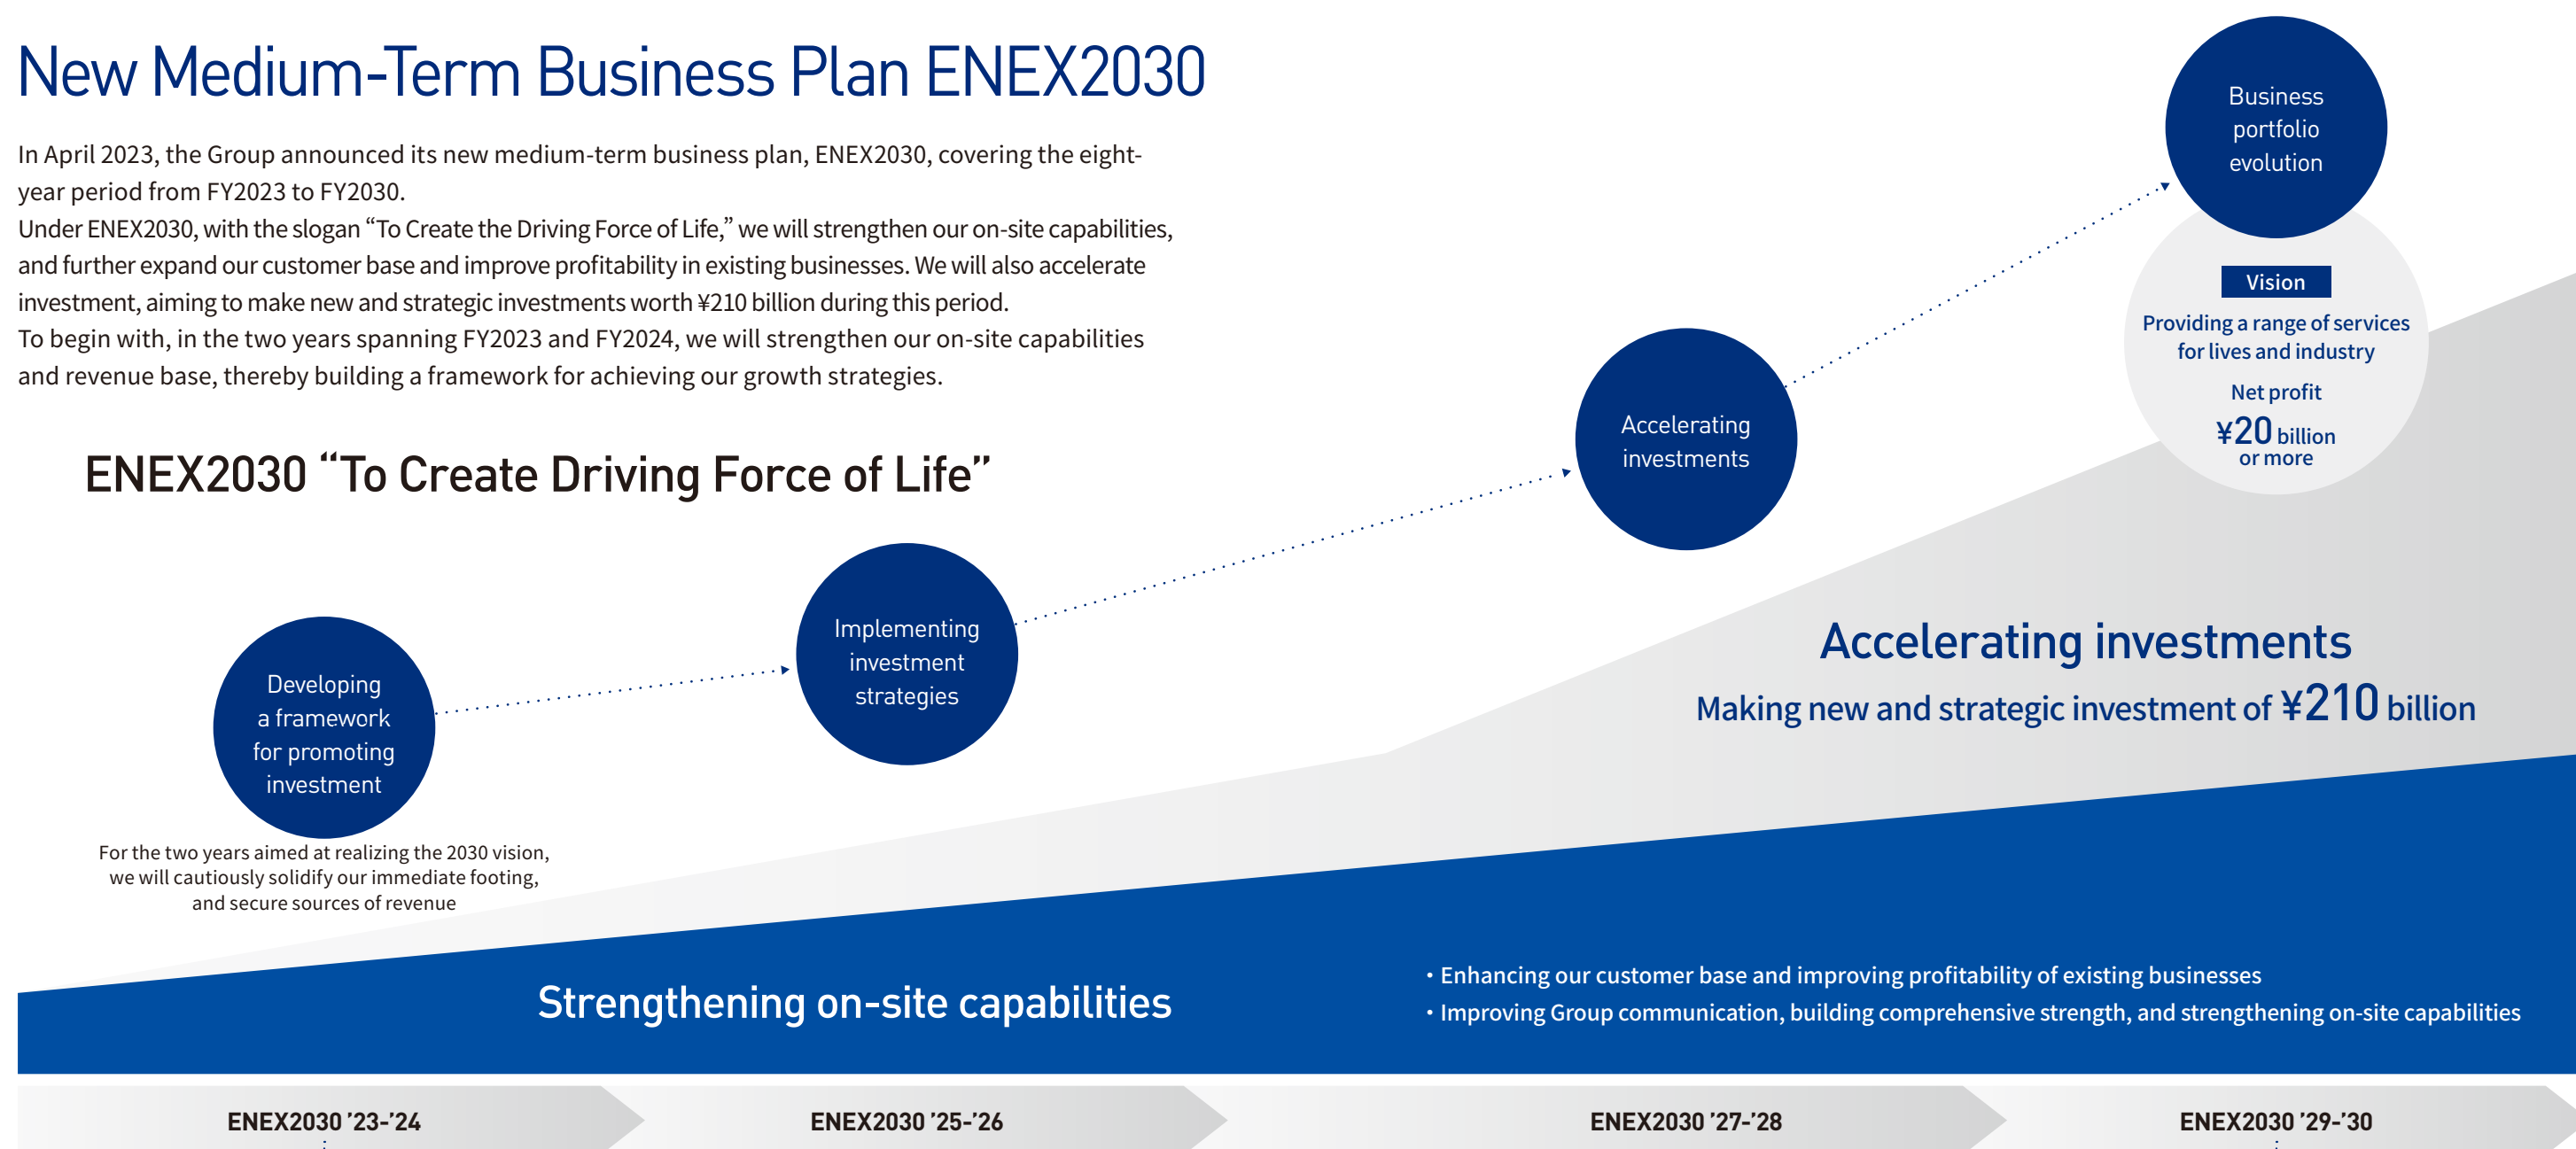 New Medium-Term Business Plan ENEX2030
In April 2023, the Group announced its new medium-term business plan, ENEX2030, covering the eight-
year period from FY2023 to FY2030.
Under ENEX2030, with the slogan “To Create the Driving Force of Life,” we will strengthen our on-site capabilities,
and further expand our customer base and improve profitability in existing businesses. We will also accelerate
investment, aiming to make new and strategic investments worth ¥210 billion during this period.
To begin with, in the two years spanning FY2023 and FY2024, we will strengthen our on-site capabilities
and revenue base, thereby building a framework for achieving our growth strategies.
ENEX2030 “To Create Driving Force of Life”
Developing
a framework
for promoting
investment
For the two years aimed at realizing the 2030 vision,
we will cautiously solidify our immediate footing,
and secure sources of revenue
Implementing
investment
strategies
Accelerating
investments
Business
portfolio
evolution
Vision
Providing a range of services
for lives and industry
Net profit
¥20 billion
or more
Accelerating investments
Making new and strategic investment of ¥210 billion
Strengthening on-site capabilities
・Enhancing our customer base and improving profitability of existing businesses
・Improving Group communication, building comprehensive strength, and strengthening on-site capabilities
ENEX2030 ’23-’24
ENEX2030 ’25-’26
ENEX2030 ’27-’28
ENEX2030 ’29-’30